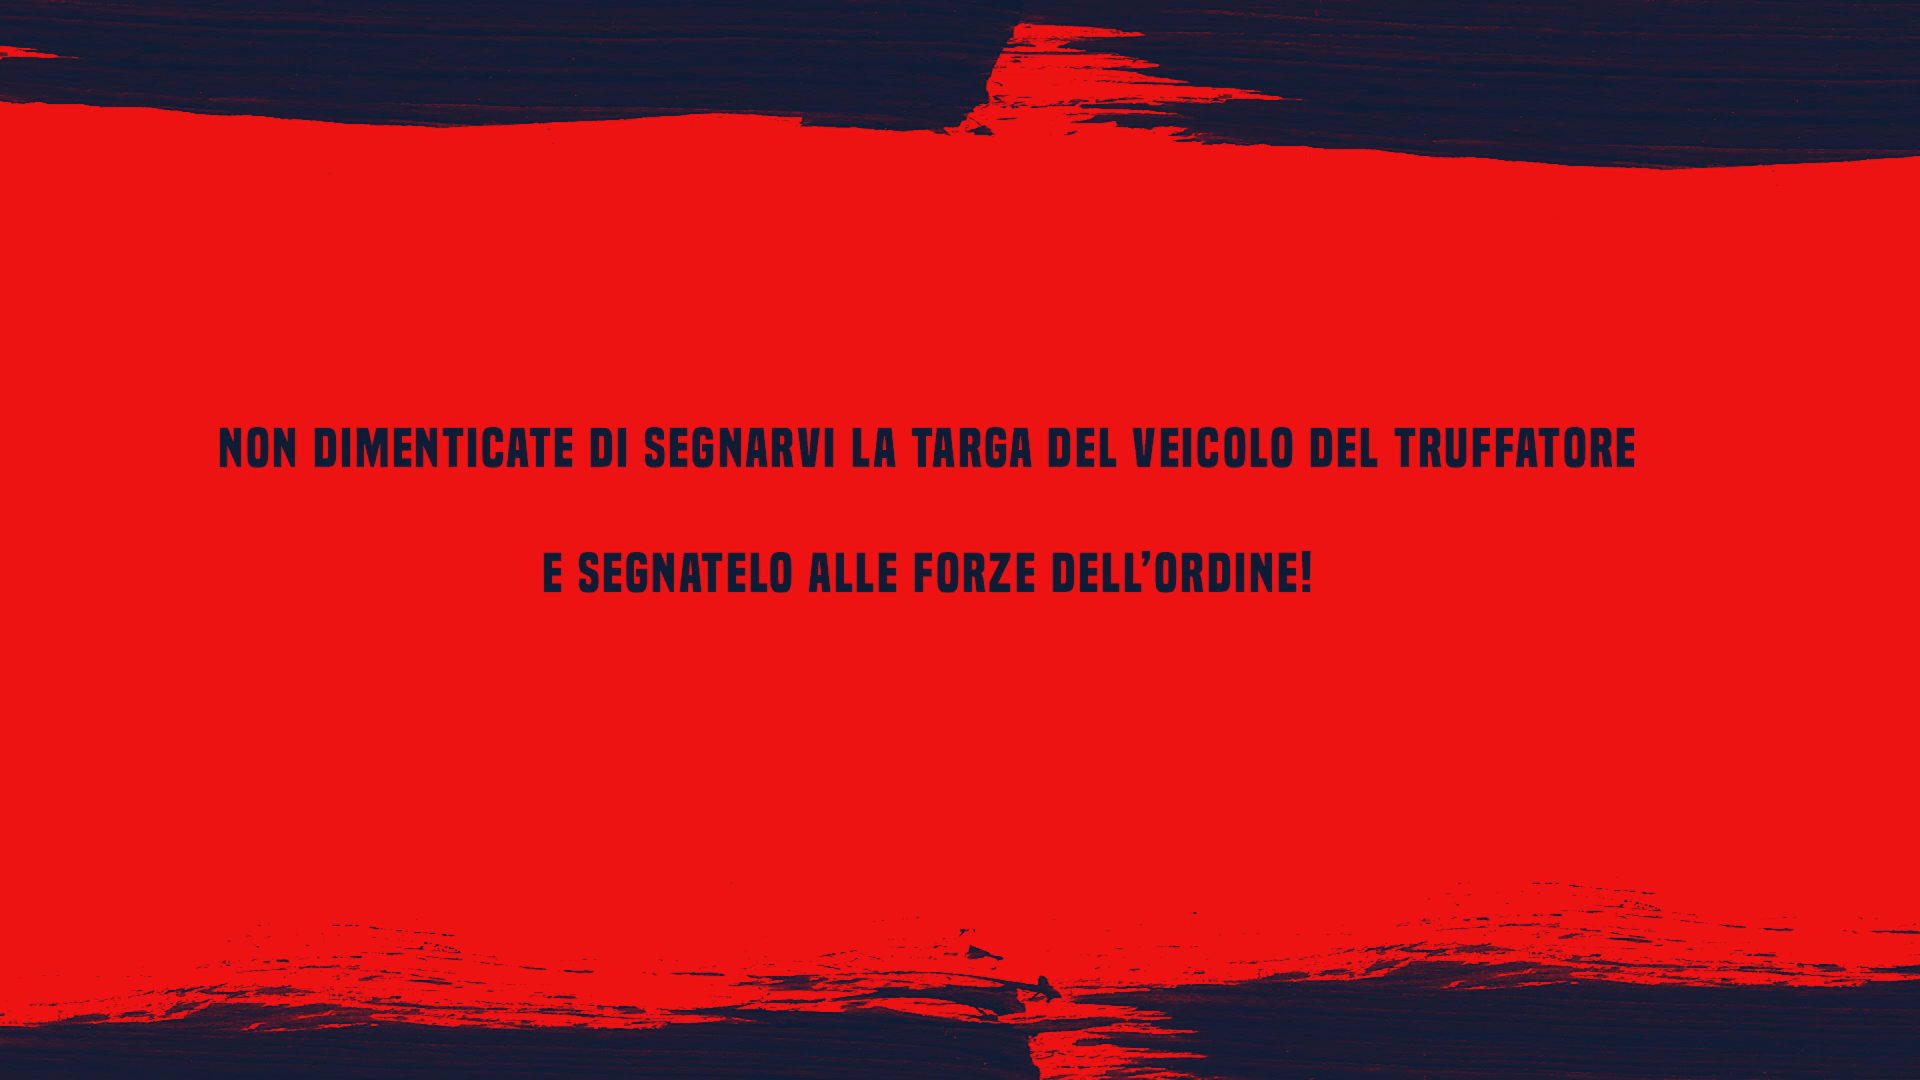 NON DIMENTICATE DI SEGNARVI LA TARGA DEL VEICOLO DEL TRUFFATORE
E SEGNATELO ALLE FORZE DELL'ORDINE!